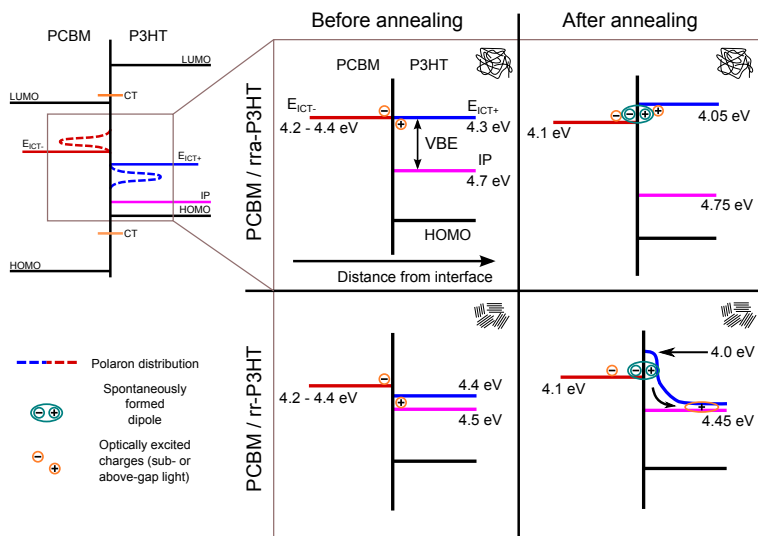 PCBM P3HT
LUMO
CT
LUMO
E_ICT-
E_ICT+
IP
HOMO
CT
HOMO
Polaron distribution
Spontaneously
formed
dipole
Optically excited
charges (sub- or
above-gap light)
Before annealing
After annealing
PCBM / rra-P3HT
PCBM P3HT
E_ICT-
4.2 - 4.4 eV
E_ICT+
4.3 eV
VBE
IP
4.7 eV
HOMO
Distance from interface
4.1 eV
4.05 eV
4.75 eV
PCBM / rr-P3HT
4.2 - 4.4 eV
4.4 eV
4.5 eV
4.0 eV
4.1 eV
4.45 eV